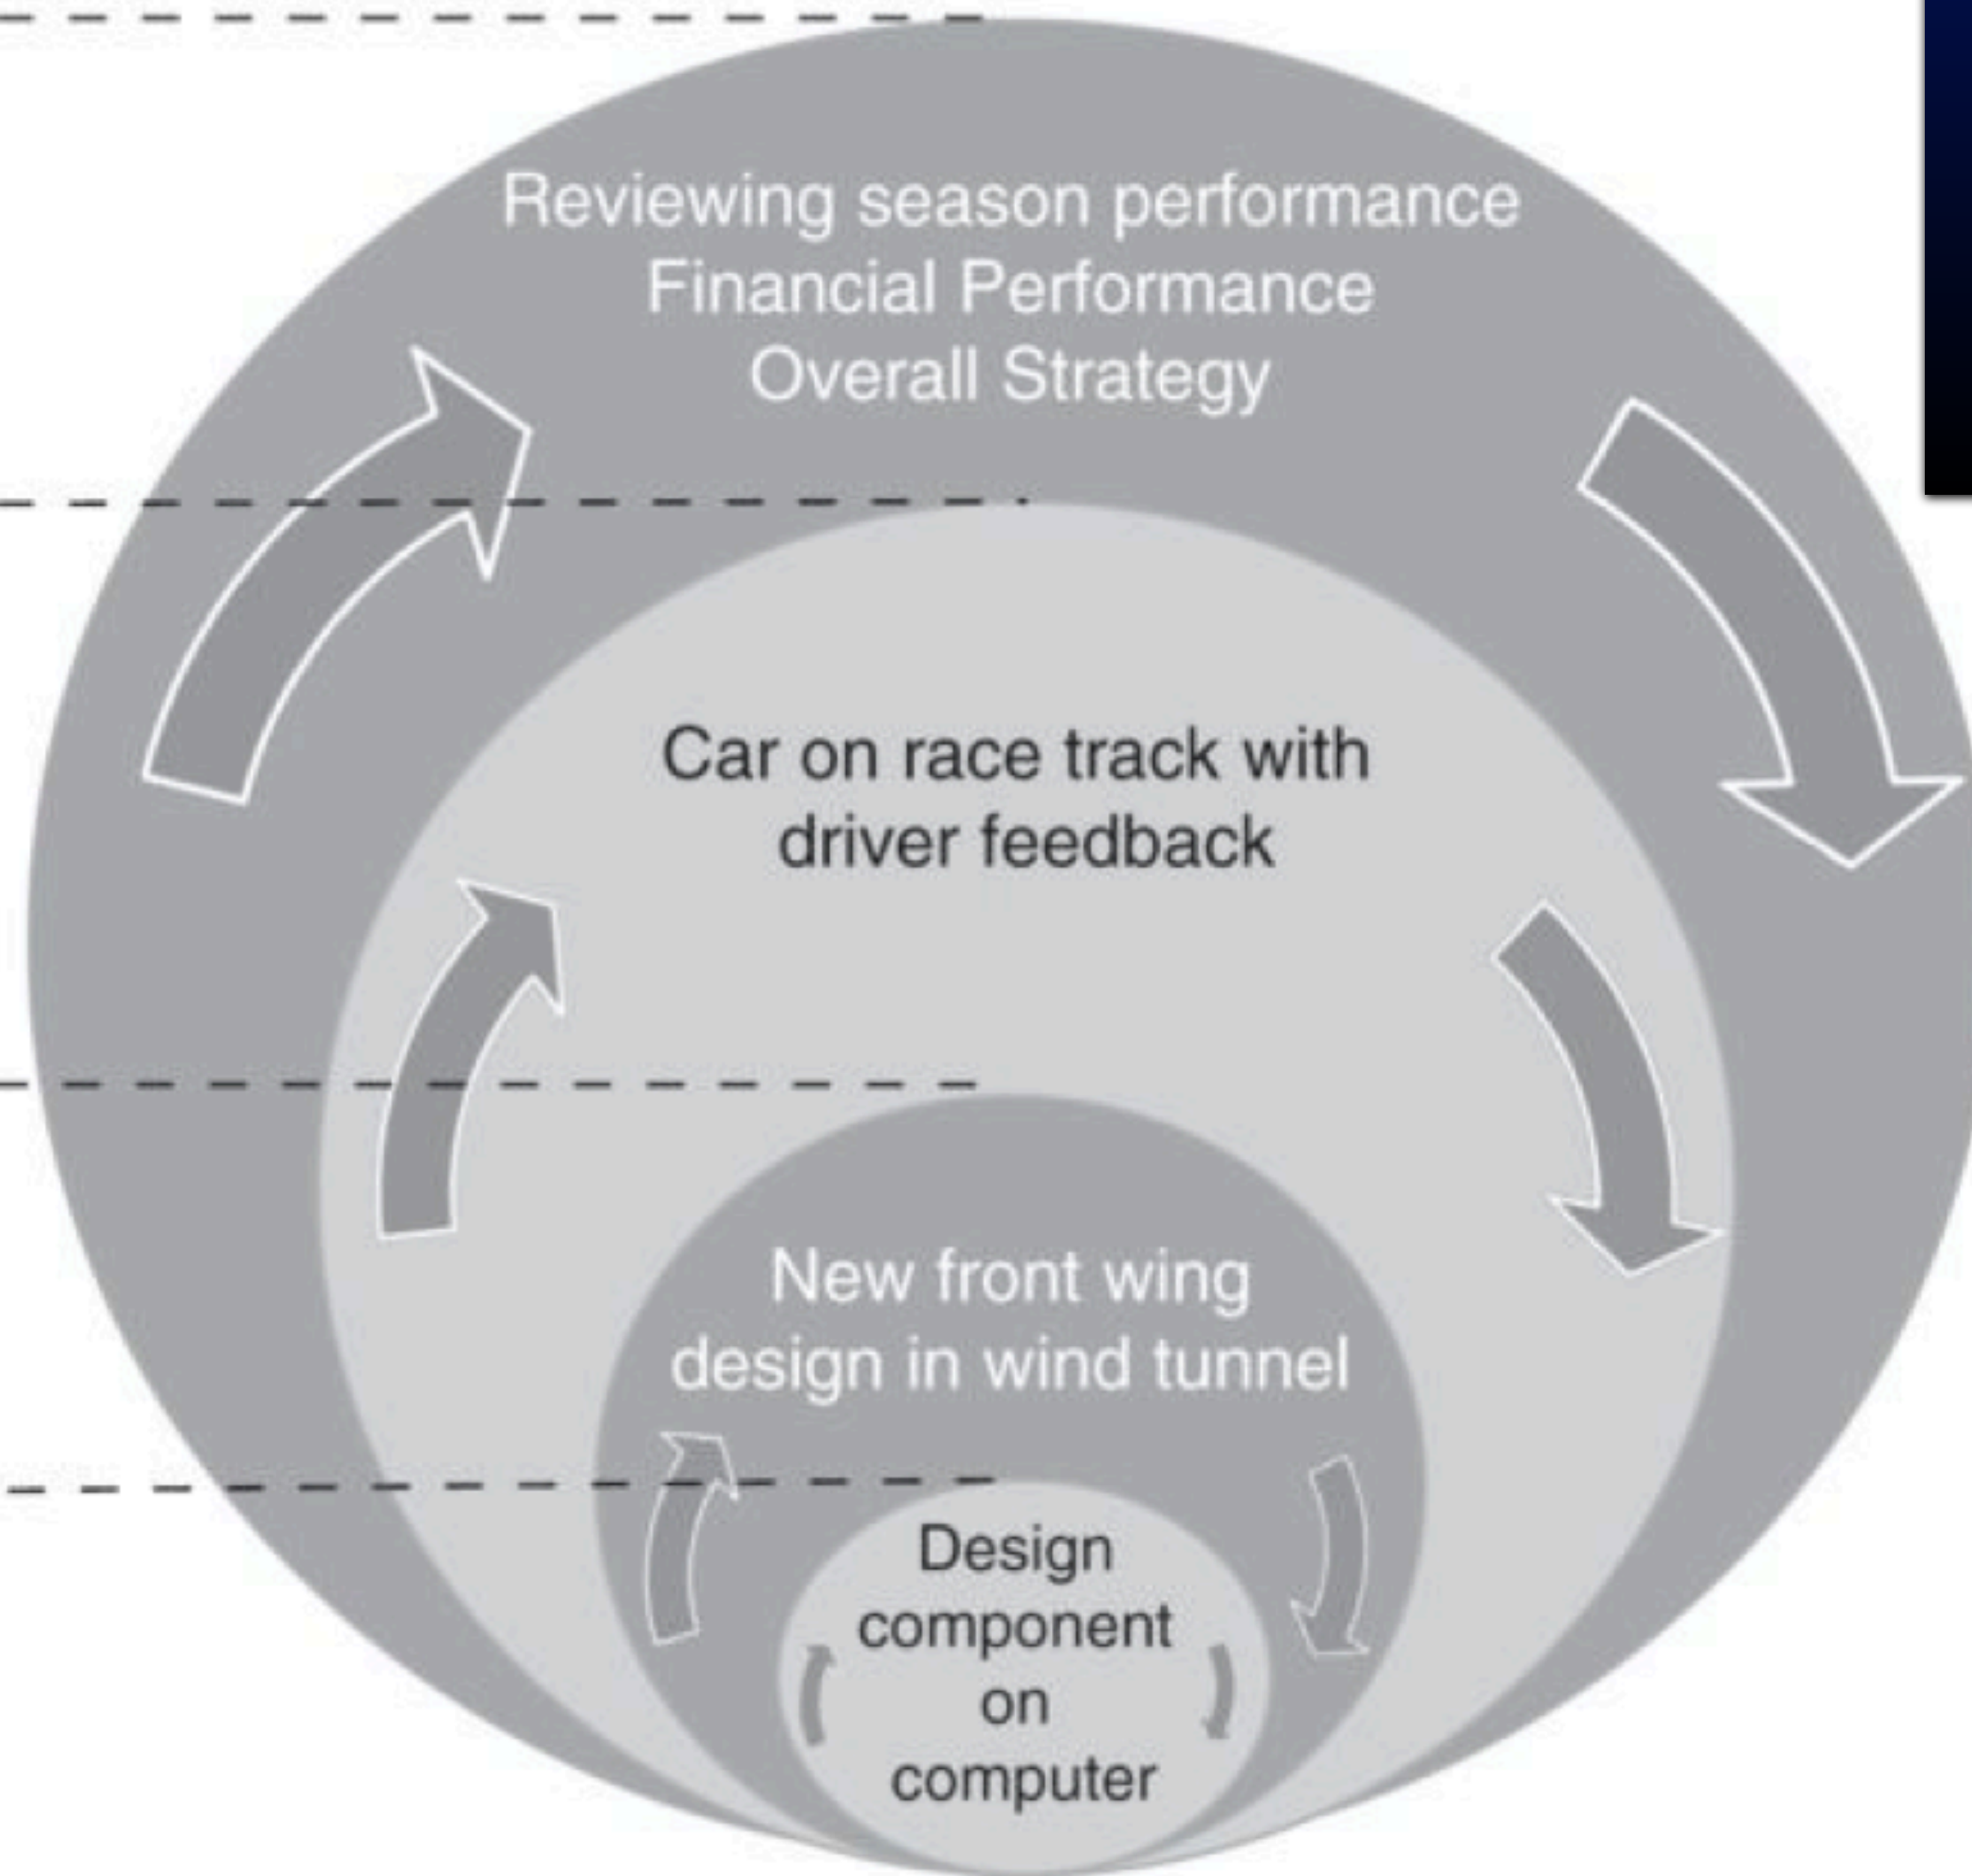 Reviewing season performance
Financial Performance
Overall Strategy
Car on race track with
driver feedback
New front wing
design in wind tunnel
Design
component
on
computer